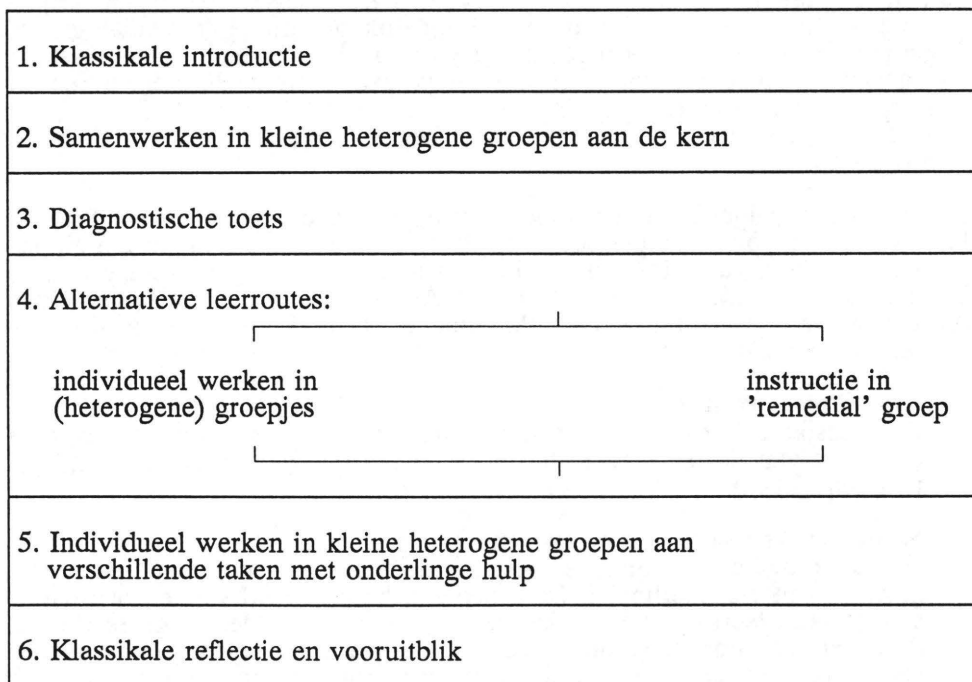 1. Klassikale introductie
2. Samenwerken in kleine heterogene groepen aan de kern
3. Diagnostische toets
4. Alternatieve leerroutes:
individueel werken in
(heterogene) groepjes
instructie in
'remedial' groep
5. Individueel werken in kleine heterogene groepen aan
verschillende taken met onderlinge hulp
6. Klassikale reflectie en vooruitblik